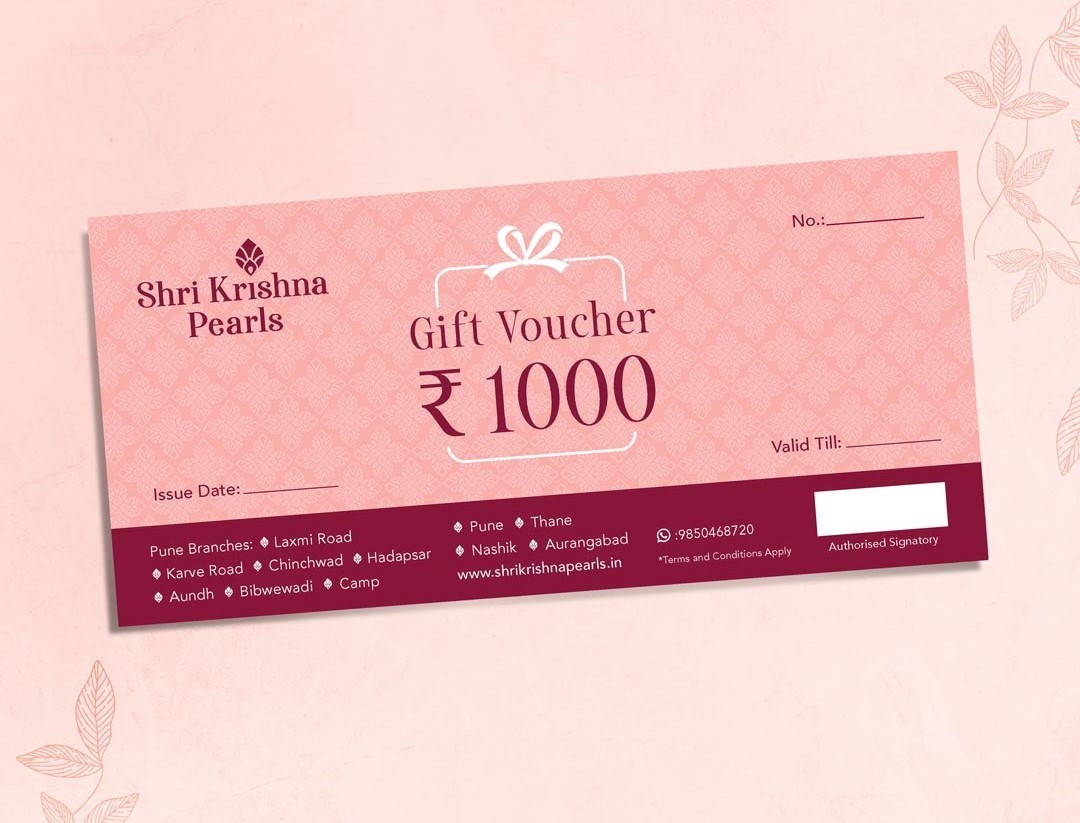 Shri Krishna
Pearls
No.:
Gift Voucher
₹ 1000
Issue Date:
Valid Till:
Pune Branches: Laxmi Road
Karve Road Chinchwad Hadapsar
Aundh Bibwewadi Camp
Pune Thane
Nashik Aurangabad
www.shrikrishnapearls.in
:9850468720
*Terms and Conditions Apply
Authorised Signatory